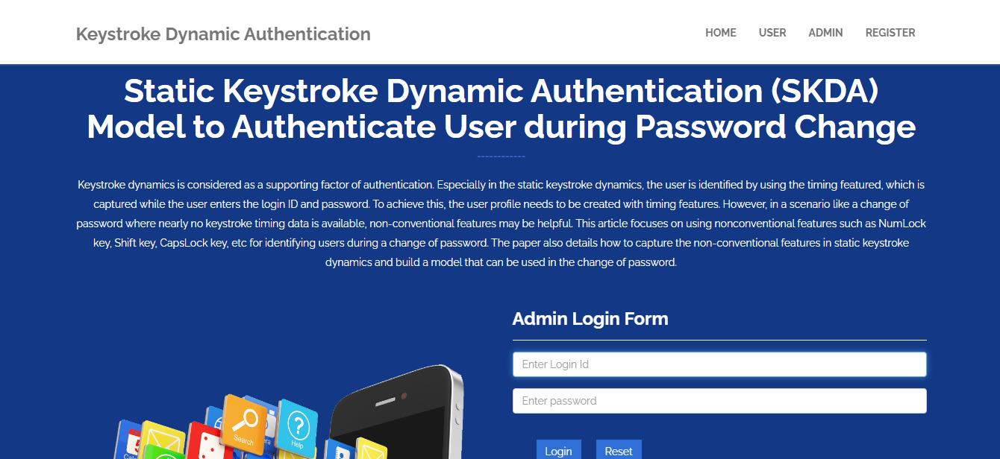 Keystroke Dynamic Authentication
HOME USER ADMIN REGISTER
Static Keystroke Dynamic Authentication (SKDA)
Model to Authenticate User during Password Change
------------
Keystroke dynamics is considered as a supporting factor of authentication. Especially in the static keystroke dynamics, the user is identified by using the timing featured, which is
captured while the user enters the login ID and password. To achieve this, the user profile needs to be created with timing features. However, in a scenario like a change of
password where nearly no keystroke timing data is available, non-conventional features may be helpful. This article focuses on using nonconventional features such as NumLock
key, Shift key, CapsLock key, etc for identifying users during a change of password. The paper also details how to capture the non-conventional features in static keystroke
dynamics and build a model that can be used in the change of password.
Admin Login Form
Enter Login Id
Enter password
Login Reset
Search
Help